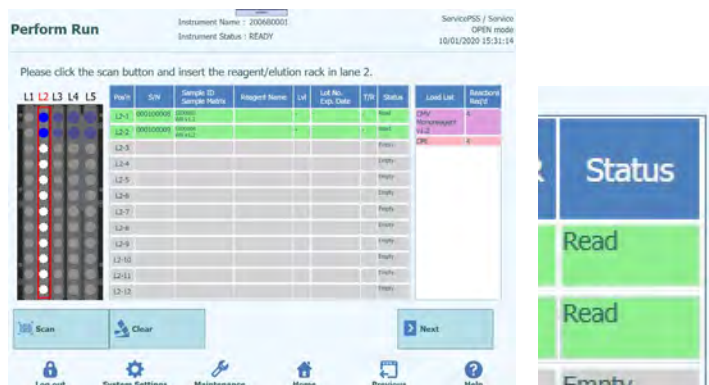 Perform Run
Instrument Name : 200680001
Instrument Status : READY
ServicePSS / Service
OPEN mode
10/01/2020 15:31:14
Please click the scan button and insert the reagent/elution rack in lane 2.
L1 L2 L3 L4 L5
Pos'n S/N Sample ID Sample Matrix Reagent Name Lvl Lot No. Exp. Date T/R Status
Load List Reactions Req'd
L2-1 Read
L2-2 Read
L2-3 Empty
L2-4 Empty
L2-5 Empty
L2-6 Empty
L2-7 Empty
L2-8 Empty
L2-9 Empty
L2-10 Empty
L2-11 Empty
L2-12 Empty
CMV
4
CPE 4
Scan
Clear
Next
Log out
System Settings
Maintenance
Home
Previous
Help
Status
Read
Read
Empty